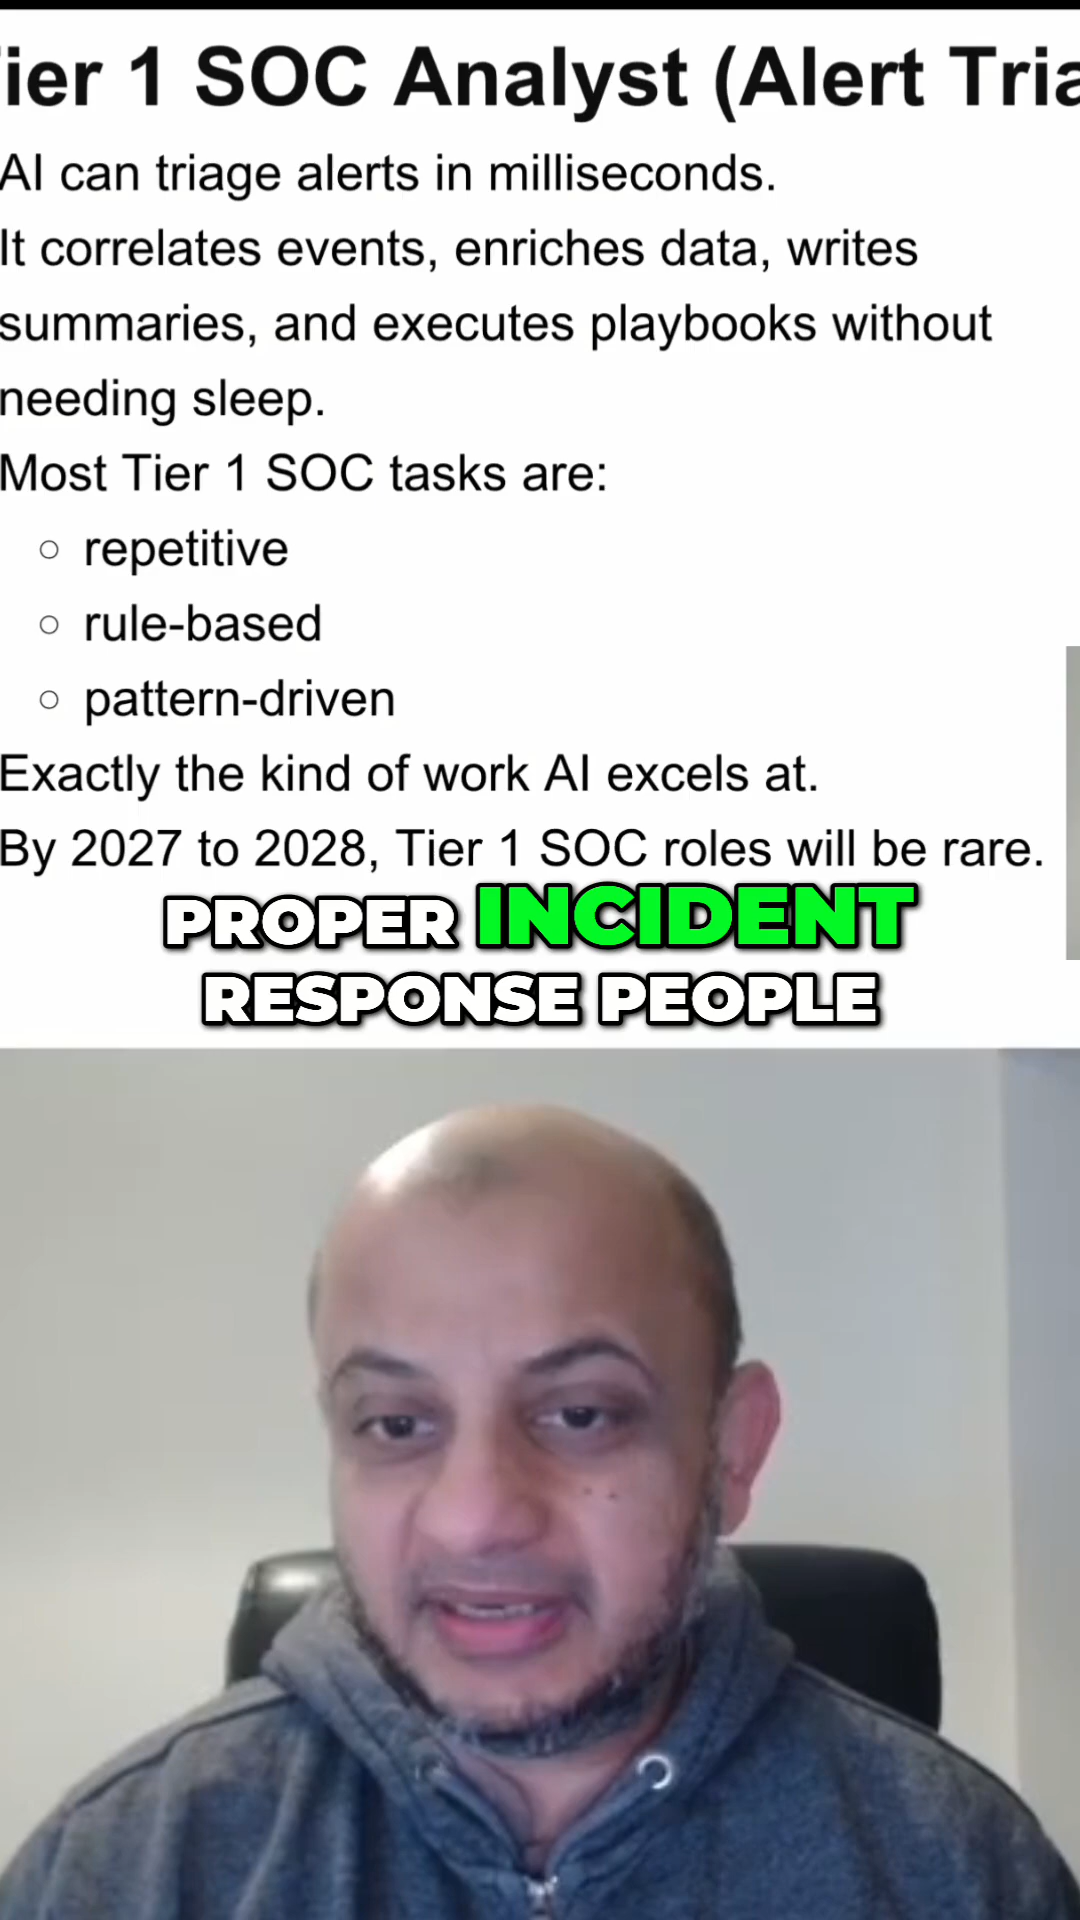 ier 1 SOC Analyst (Alert Tria
AI can triage alerts in milliseconds.
It correlates events, enriches data, writes
summaries, and executes playbooks without
needing sleep.
Most Tier 1 SOC tasks are:
○ repetitive
○ rule-based
○ pattern-driven
Exactly the kind of work AI excels at.
By 2027 to 2028, Tier 1 SOC roles will be rare.
PROPER INCIDENT
RESPONSE PEOPLE